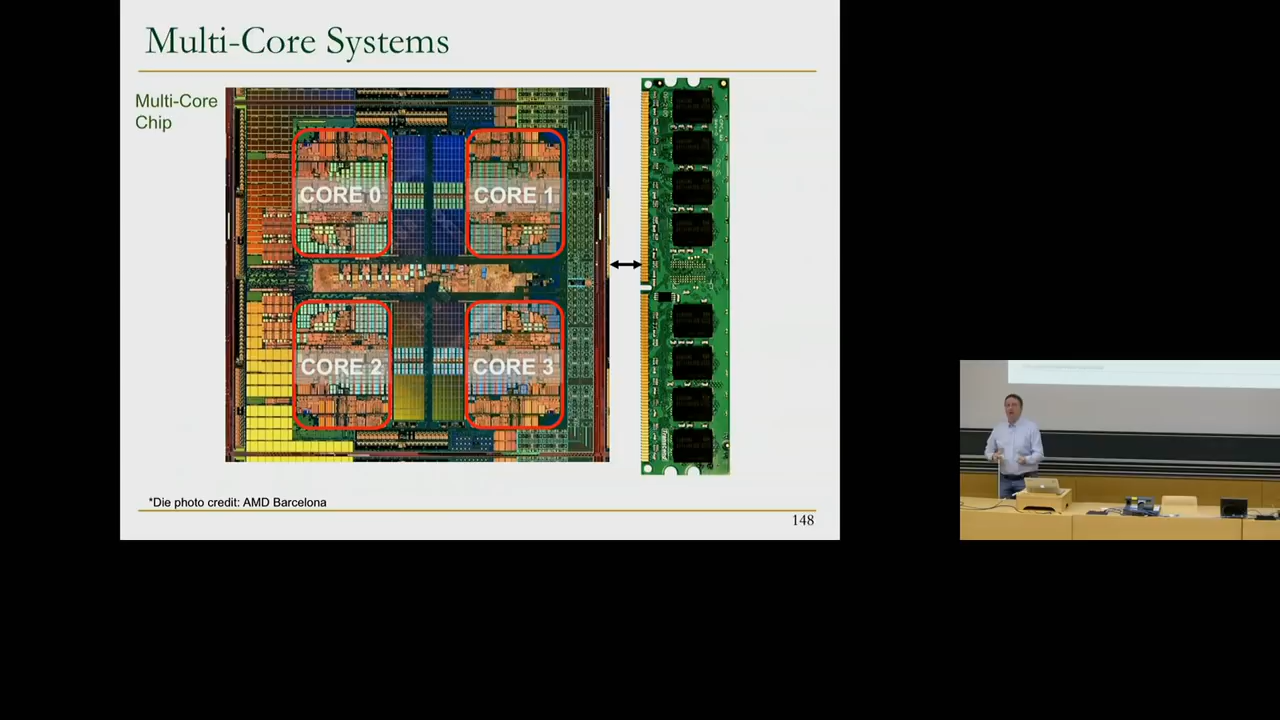 Multi-Core Systems
Multi-Core
Chip
CORE 0
CORE 1
CORE 2
CORE 3
*Die photo credit: AMD Barcelona
148